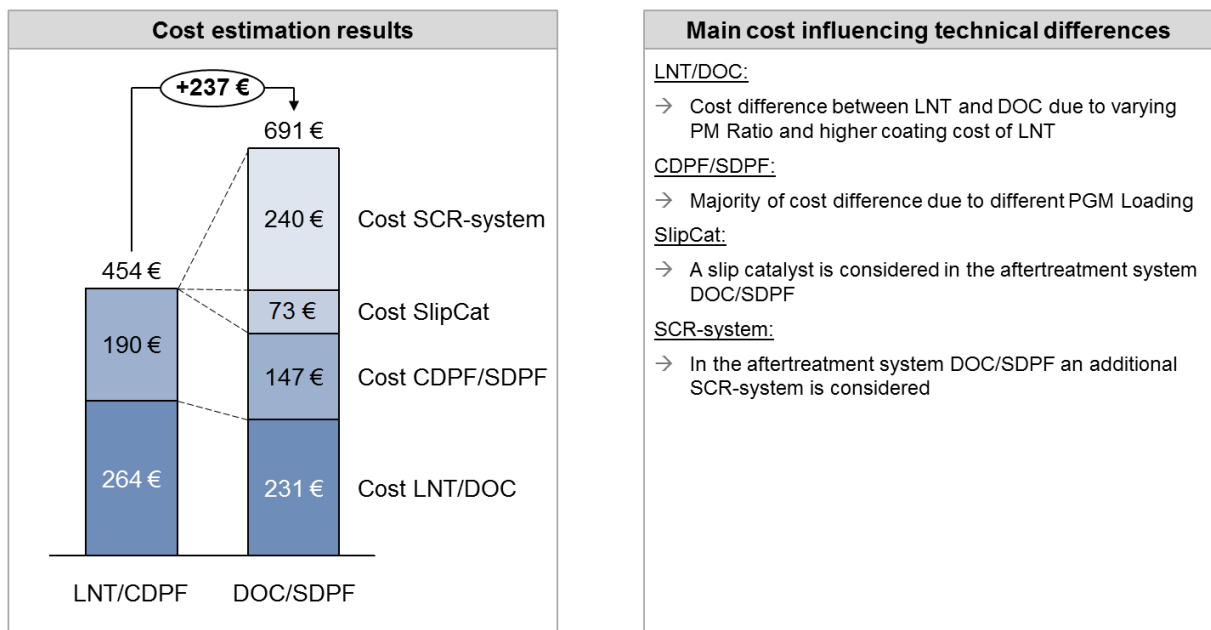 Cost estimation results
+237 €
691 €
240 €
Cost SCR-system
454 €
73 €
Cost SlipCat
190 €
147 €
Cost CDPF/SDPF
264 €
231 €
Cost LNT/DOC
LNT/CDPF
DOC/SDPF
Main cost influencing technical differences
LNT/DOC:
→ Cost difference between LNT and DOC due to varying
PM Ratio and higher coating cost of LNT
CDPF/SDPF:
→ Majority of cost difference due to different PGM Loading
SlipCat:
→ A slip catalyst is considered in the aftertreatment system
DOC/SDPF
SCR-system:
→ In the aftertreatment system DOC/SDPF an additional
SCR-system is considered